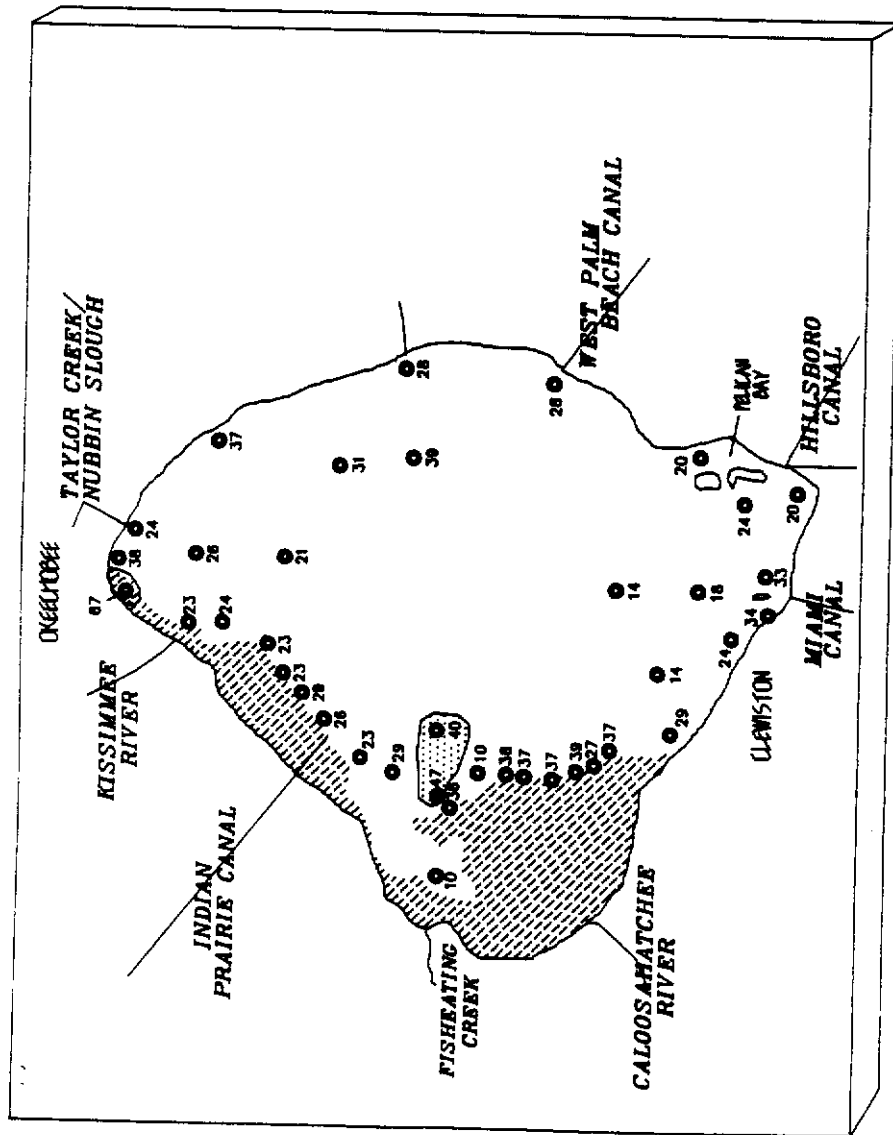 OKEECHOBEE
TAYLOR CREEK
NUBBIN SLOUGH
KISSIMMEE
RIVER
INDIAN
PRAIRIE CANAL
FISHEATING
CREEK
CALOOSAHATCHEE
RIVER
WEST PALM
BEACH CANAL
PELICAN
BAY
HILLSBORO
CANAL
MIAMI
CANAL
CLEWISTON
38
24
37
67
26
23
24
21
31
39
28
28
23
23
29
26
23
29
40
47
10
10
38
37
37
39
27
37
29
14
14
18
24
34
33
20
24
20